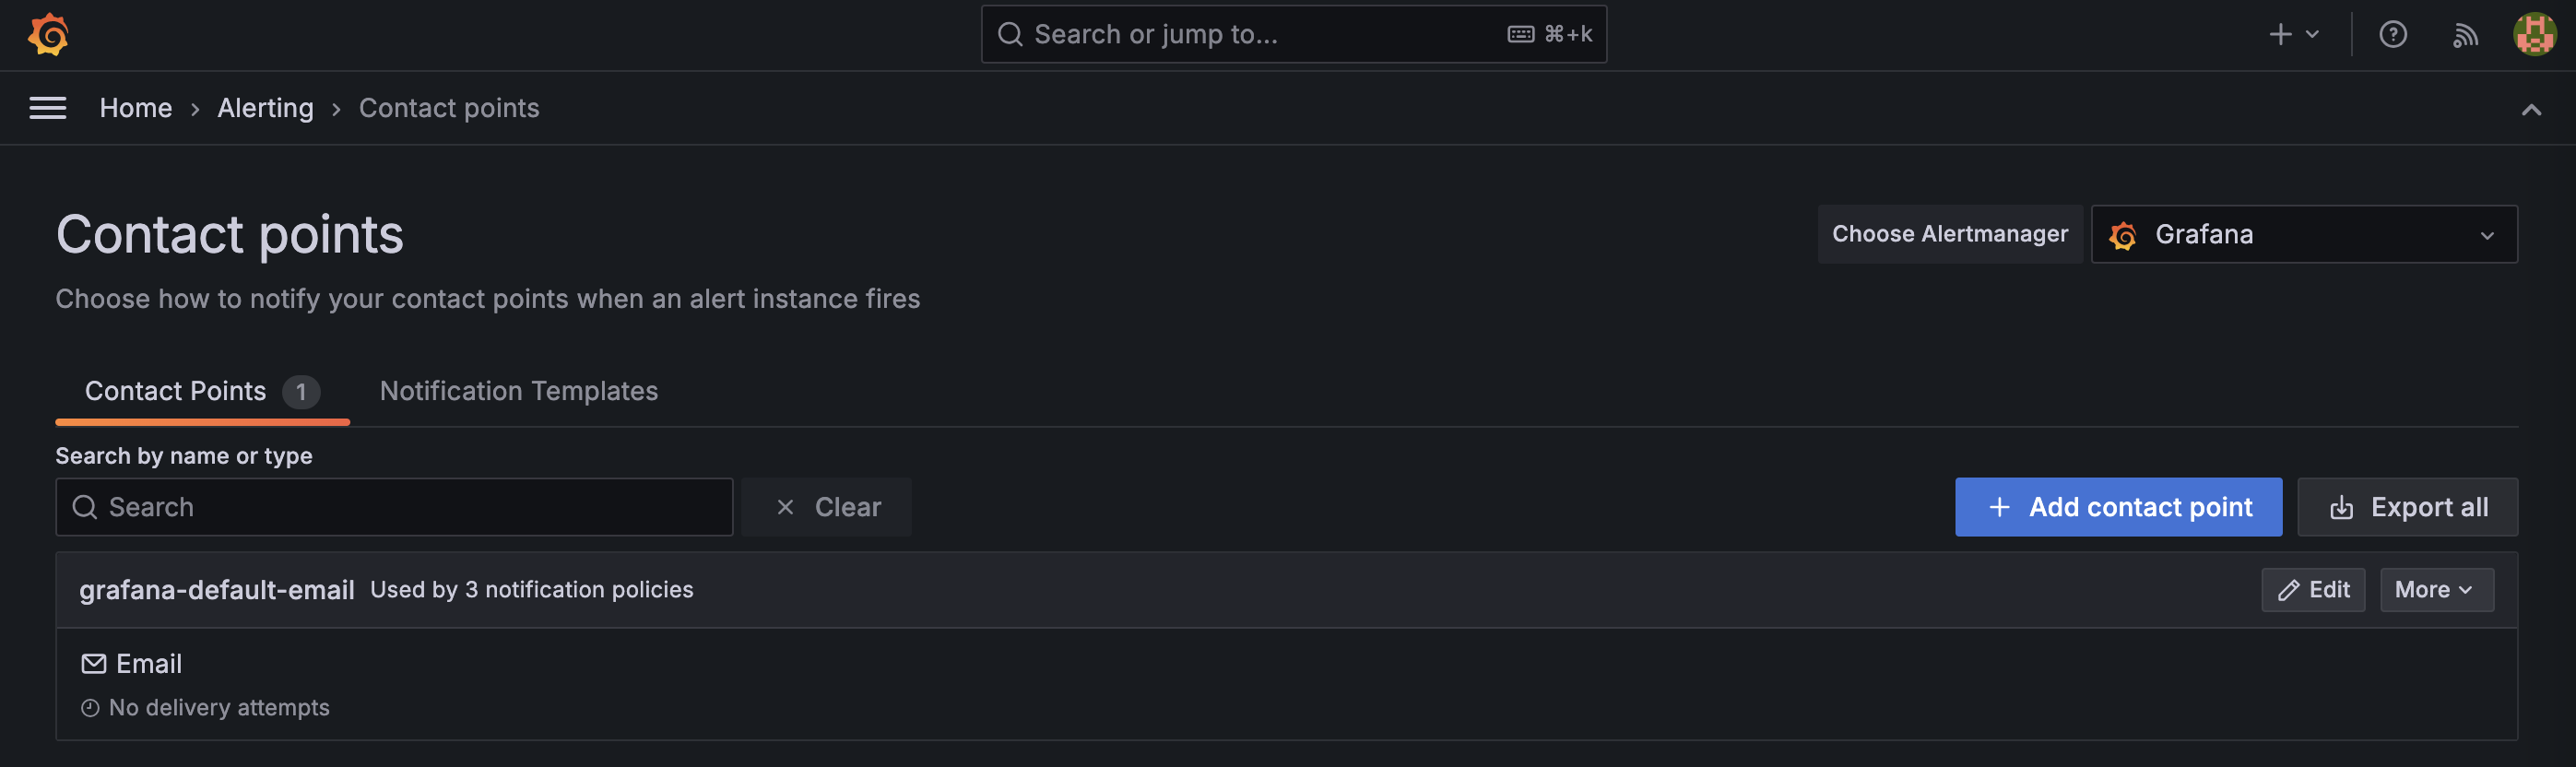 Search or jump to... ⌘+k
Home › Alerting › Contact points
Contact points
Choose Alertmanager Grafana
Choose how to notify your contact points when an alert instance fires
Contact Points 1 Notification Templates
Search by name or type
Search Clear Add contact point Export all
grafana-default-email Used by 3 notification policies Edit More
Email
No delivery attempts